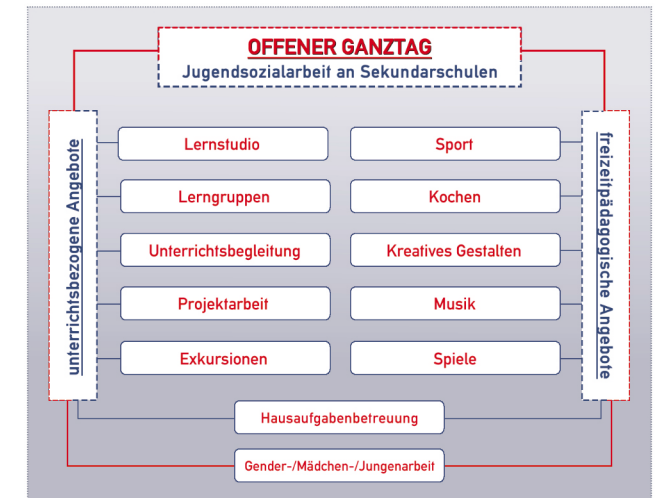 OFFENER GANZTAG
Jugendsozialarbeit an Sekundarschulen
unterrichtsbezogene Angebote
Lernstudio
Lerngruppen
Unterrichtsbegleitung
Projektarbeit
Exkursionen
Sport
Kochen
Kreatives Gestalten
Musik
Spiele
freizeitpädagogische Angebote
Hausaufgabenbetreuung
Gender-/Mädchen-/Jungenarbeit